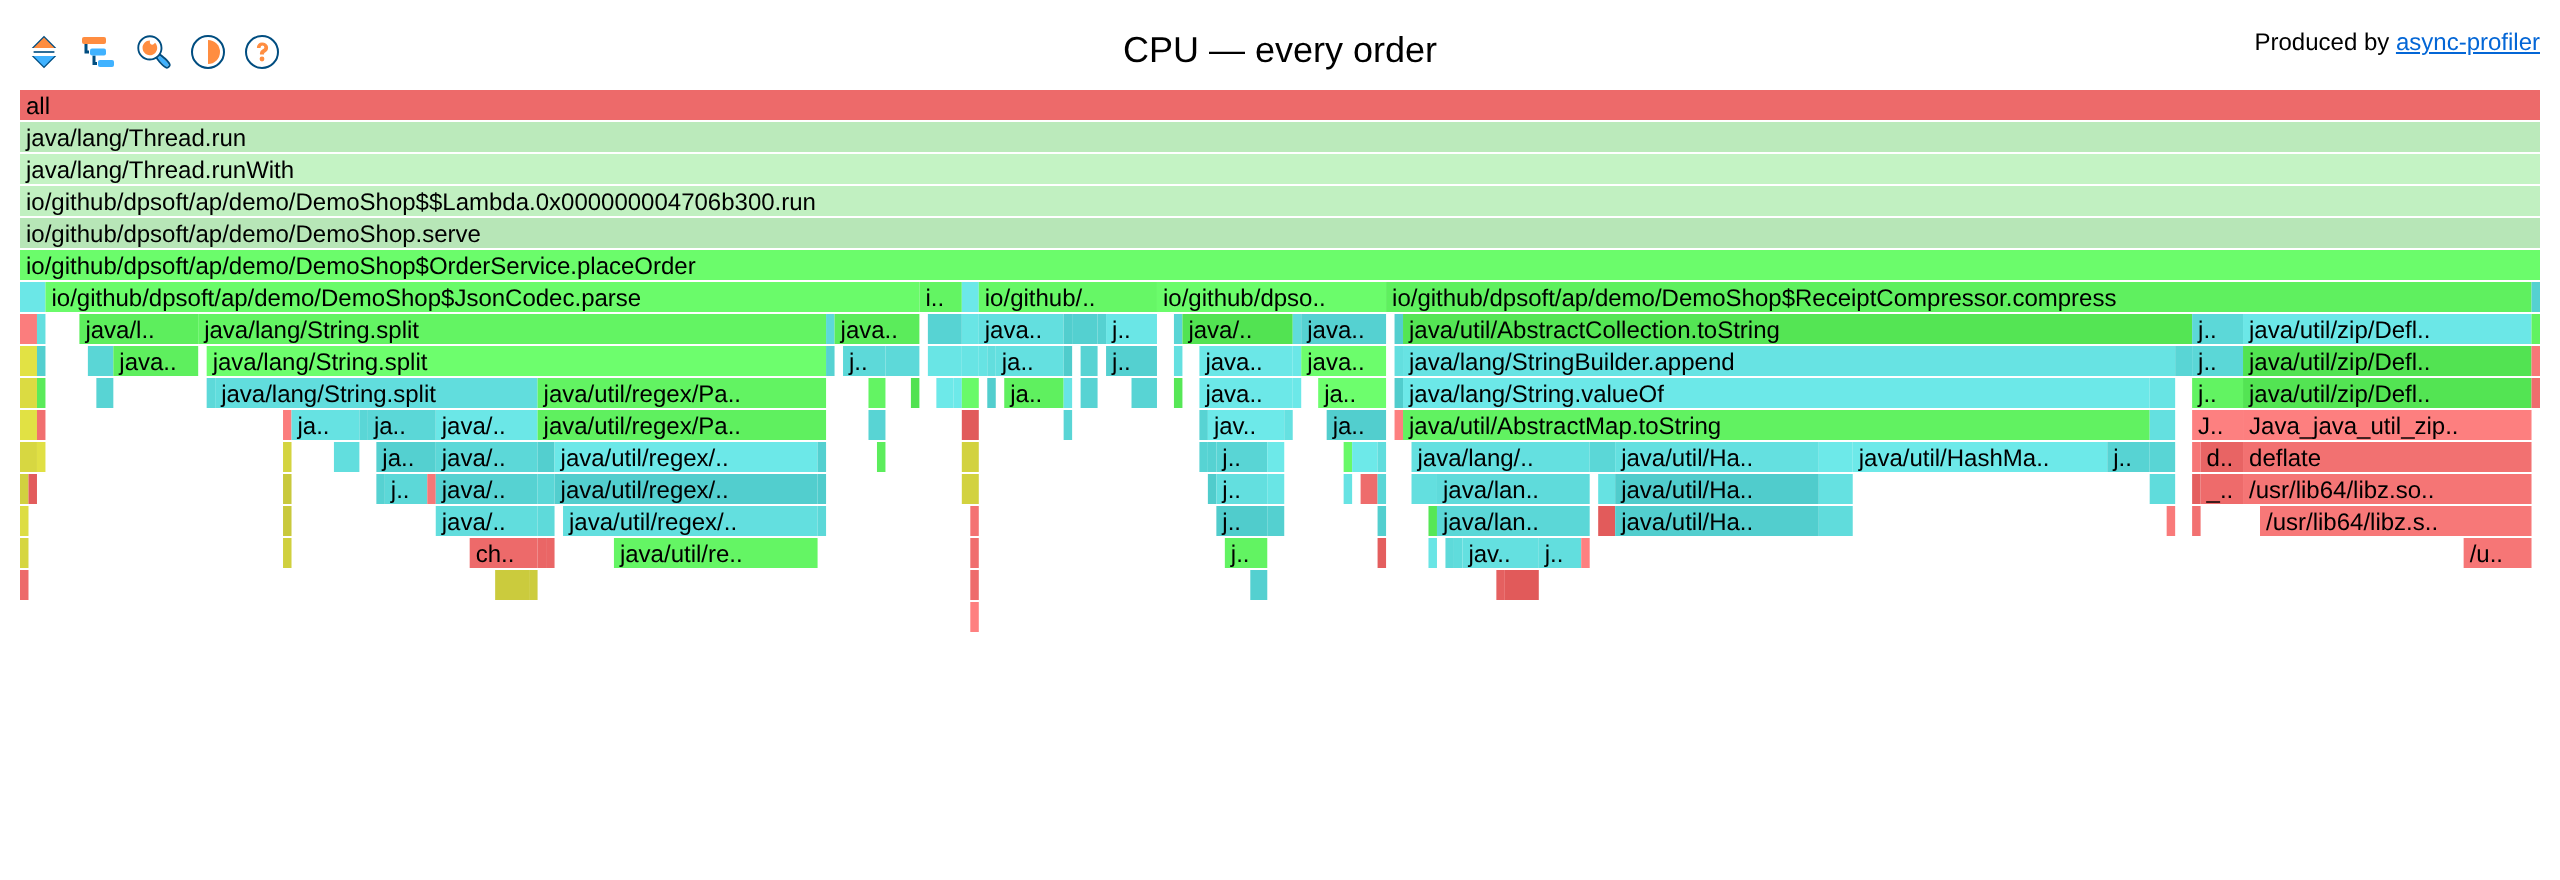 CPU — every order
Produced by async-profiler
all
java/lang/Thread.run
java/lang/Thread.runWith
io/github/dpsoft/ap/demo/DemoShop$$Lambda.0x000000004706b300.run
io/github/dpsoft/ap/demo/DemoShop.serve
io/github/dpsoft/ap/demo/DemoShop$OrderService.placeOrder
io/github/dpsoft/ap/demo/DemoShop$JsonCodec.parse i.. io/github/.. io/github/dpso.. io/github/dpsoft/ap/demo/DemoShop$ReceiptCompressor.compress
java/l.. java/lang/String.split java.. java.. j.. java/.. java.. java/util/AbstractCollection.toString j.. java/util/zip/Defl..
java.. java/lang/String.split j.. ja.. j.. java.. java.. java/lang/StringBuilder.append j.. java/util/zip/Defl..
java/lang/String.split java/util/regex/Pa.. ja.. java.. ja.. java/lang/String.valueOf j.. java/util/zip/Defl..
ja.. ja.. java/.. java/util/regex/Pa.. jav.. ja.. java/util/AbstractMap.toString J.. Java_java_util_zip..
ja.. java/.. java/util/regex/.. j.. java/lang/.. java/util/Ha.. java/util/HashMa.. j.. d.. deflate
j.. java/.. java/util/regex/.. j.. java/lan.. java/util/Ha.. _.. /usr/lib64/libz.so..
java/.. java/util/regex/.. j.. java/lan.. java/util/Ha.. /usr/lib64/libz.s..
ch.. java/util/re.. j.. jav.. j.. /u..